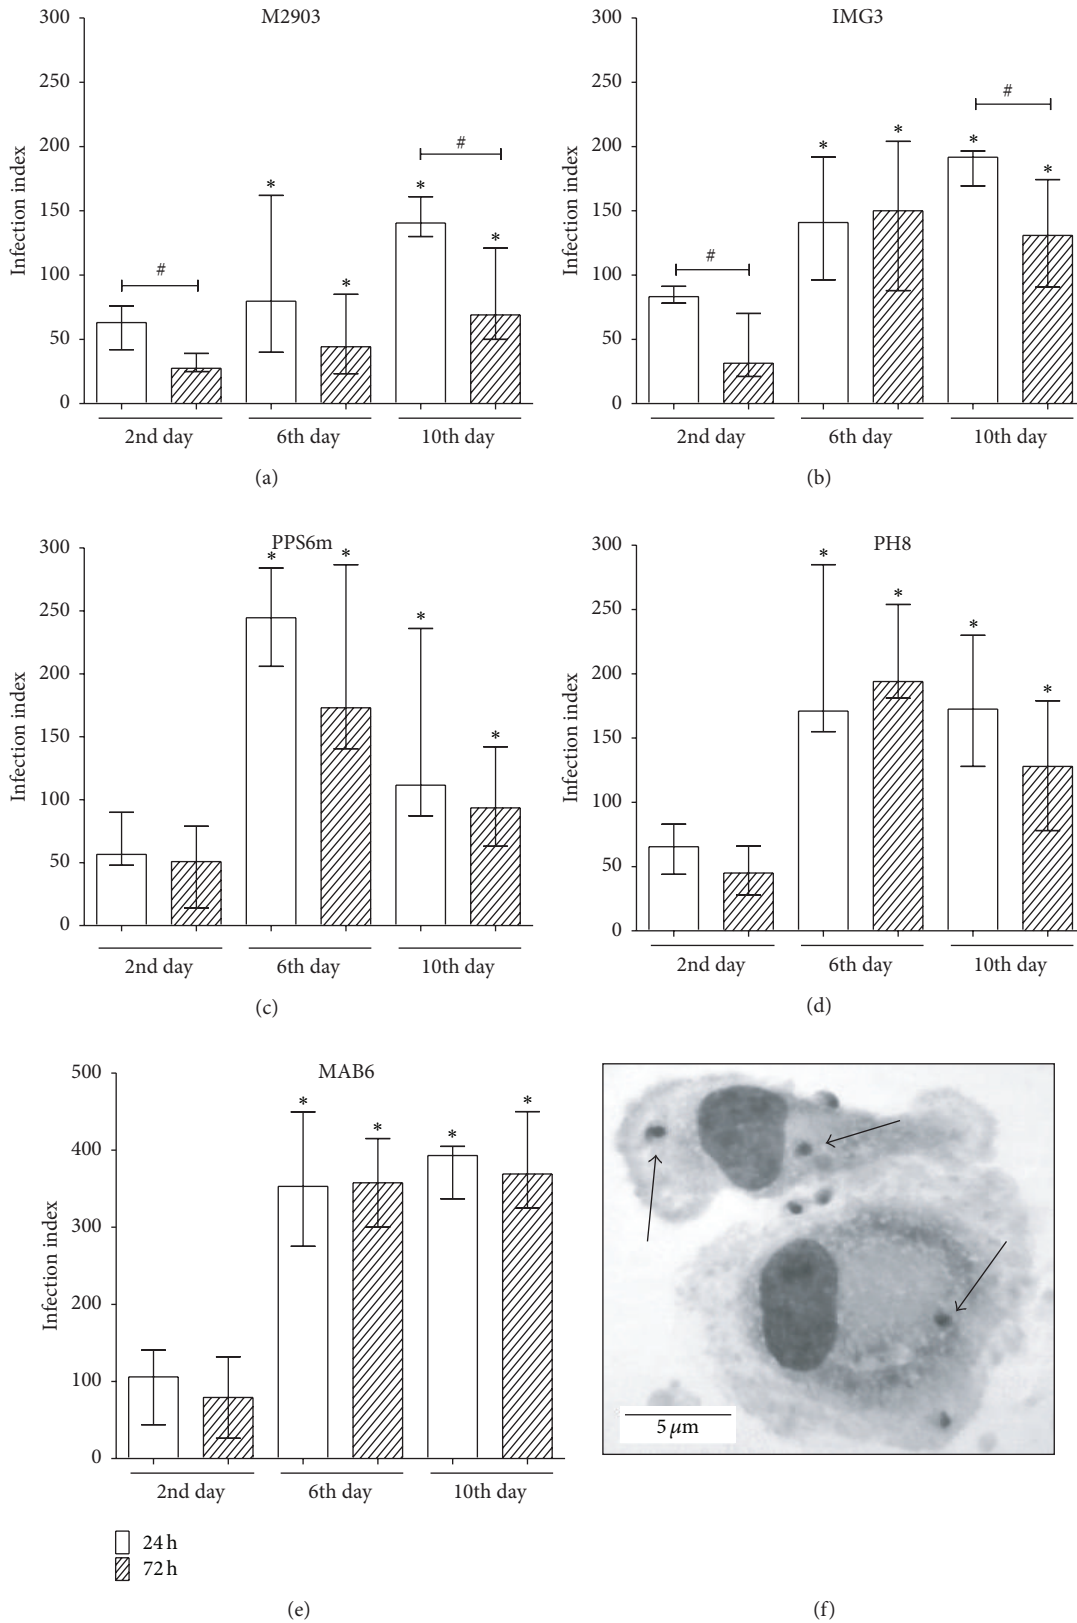 M2903
Infection index
300
250
200
150
100
50
0
#
*
*
*
#
*
2nd day
6th day
10th day
(a)
IMG3
Infection index
300
250
200
150
100
50
0
#
*
*
*
#
*
2nd day
6th day
10th day
(b)
PPS6m
Infection index
300
250
200
150
100
50
0
*
*
*
*
2nd day
6th day
10th day
(c)
PH8
Infection index
300
250
200
150
100
50
0
*
*
*
*
2nd day
6th day
10th day
(d)
MAB6
Infection index
500
400
300
200
100
0
*
*
*
*
2nd day
6th day
10th day
24 h
72 h
(e)
5 μm
(f)